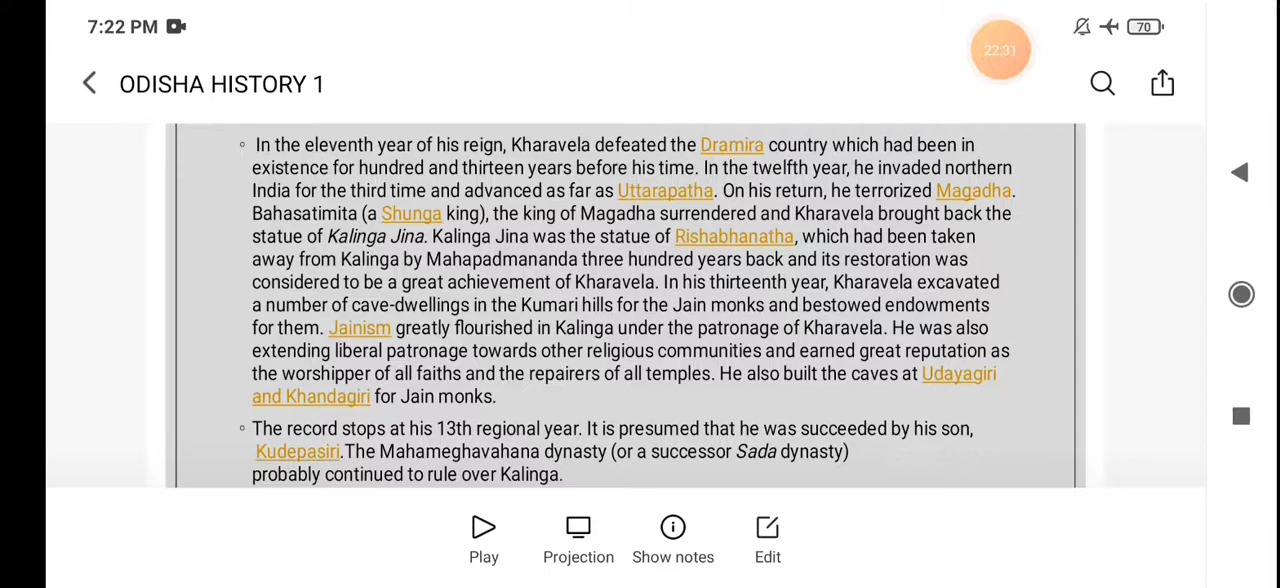 7:22 PM
22:31
70
ODISHA HISTORY 1
◦ In the eleventh year of his reign, Kharavela defeated the Dramira country which had been in
existence for hundred and thirteen years before his time. In the twelfth year, he invaded northern
India for the third time and advanced as far as Uttarapatha. On his return, he terrorized Magadha.
Bahasatimita (a Shunga king), the king of Magadha surrendered and Kharavela brought back the
statue of Kalinga Jina. Kalinga Jina was the statue of Rishabhanatha, which had been taken
away from Kalinga by Mahapadmananda three hundred years back and its restoration was
considered to be a great achievement of Kharavela. In his thirteenth year, Kharavela excavated
a number of cave-dwellings in the Kumari hills for the Jain monks and bestowed endowments
for them. Jainism greatly flourished in Kalinga under the patronage of Kharavela. He was also
extending liberal patronage towards other religious communities and earned great reputation as
the worshipper of all faiths and the repairers of all temples. He also built the caves at Udayagiri
and Khandagiri for Jain monks.
◦ The record stops at his 13th regional year. It is presumed that he was succeeded by his son,
Kudepasiri.The Mahameghavahana dynasty (or a successor Sada dynasty)
probably continued to rule over Kalinga.
Play Projection Show notes Edit